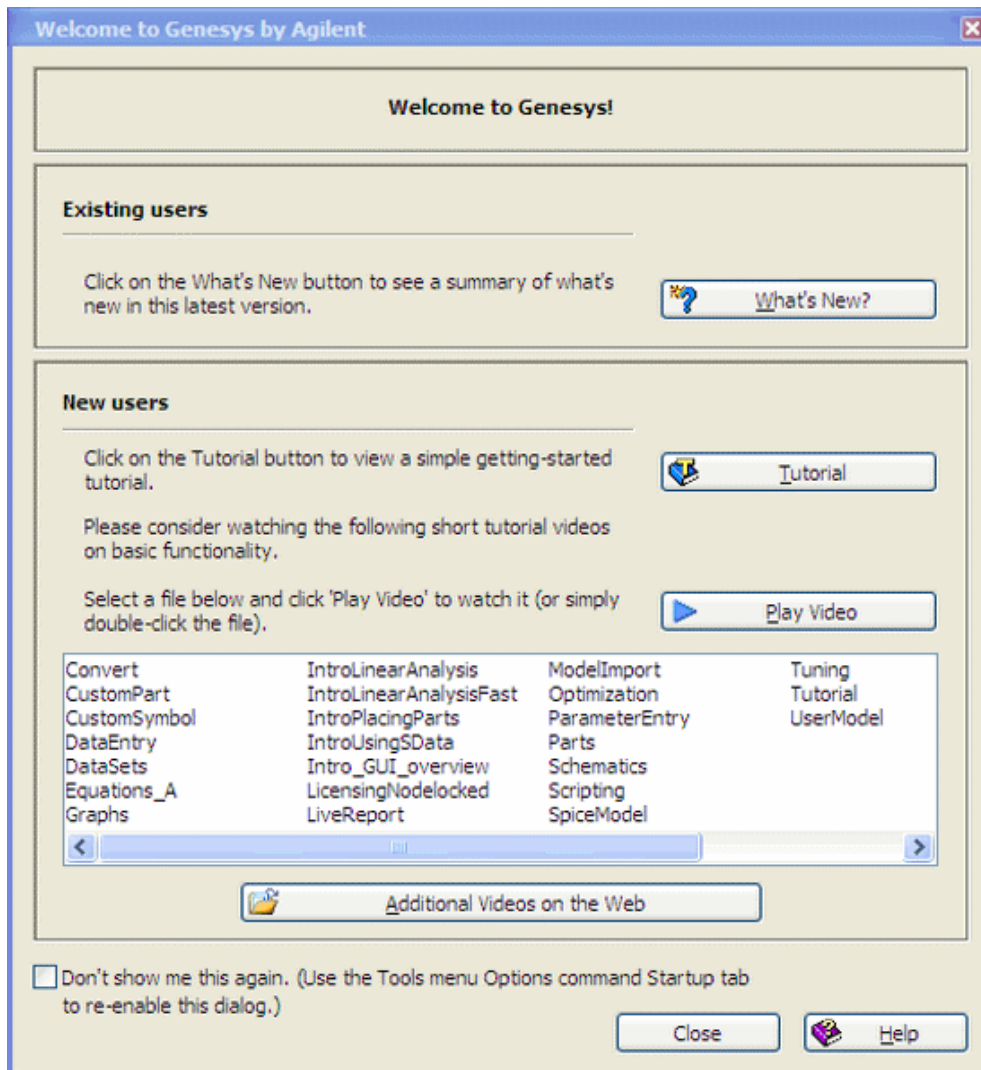 Welcome to Genesys by Agilent
Welcome to Genesys!
Existing users
Click on the What's New button to see a summary of what's
new in this latest version.
What's New?
New users
Click on the Tutorial button to view a simple getting-started
tutorial.
Tutorial
Please consider watching the following short tutorial videos
on basic functionality.
Select a file below and click 'Play Video' to watch it (or simply
double-click the file).
Play Video
Convert
CustomPart
CustomSymbol
DataEntry
DataSets
Equations_A
Graphs
IntroLinearAnalysis
IntroLinearAnalysisFast
IntroPlacingParts
IntroUsingSData
Intro_GUI_overview
LicensingNodelocked
LiveReport
ModelImport
Optimization
ParameterEntry
Parts
Schematics
Scripting
SpiceModel
Tuning
Tutorial
UserModel
Additional Videos on the Web
Don't show me this again. (Use the Tools menu Options command Startup tab
to re-enable this dialog.)
Close
Help